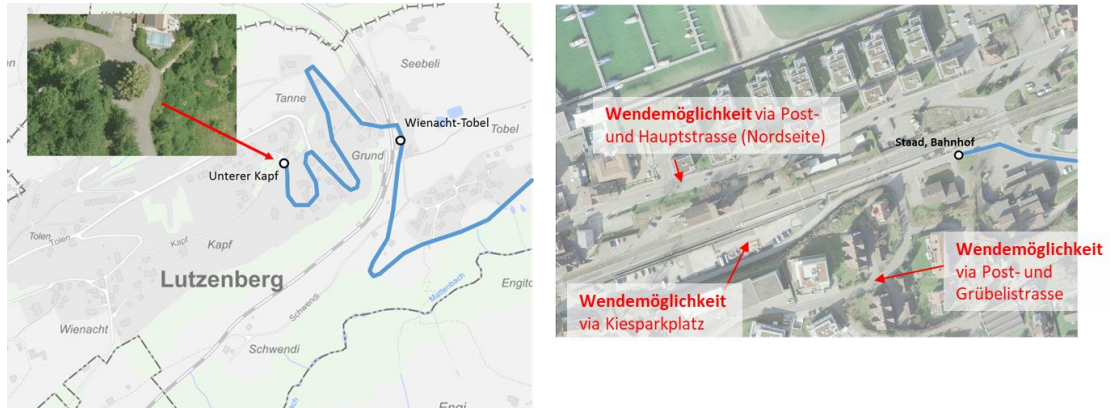 Seebeli
Tanne
Wienacht-Tobel
Tobel
Grund
Unterer Kapf
Tolen
Tolen
Kapf
Kapf
Lutzenberg
Mattenbach
Engito
Schwendi
Wienacht
Schwendi
Engi
Wendemöglichkeit via Post-
und Hauptstrasse (Nordseite)
Staad, Bahnhof
Wendemöglichkeit
via Post- und
Grübelistrasse
Wendemöglichkeit
via Kiesparkplatz